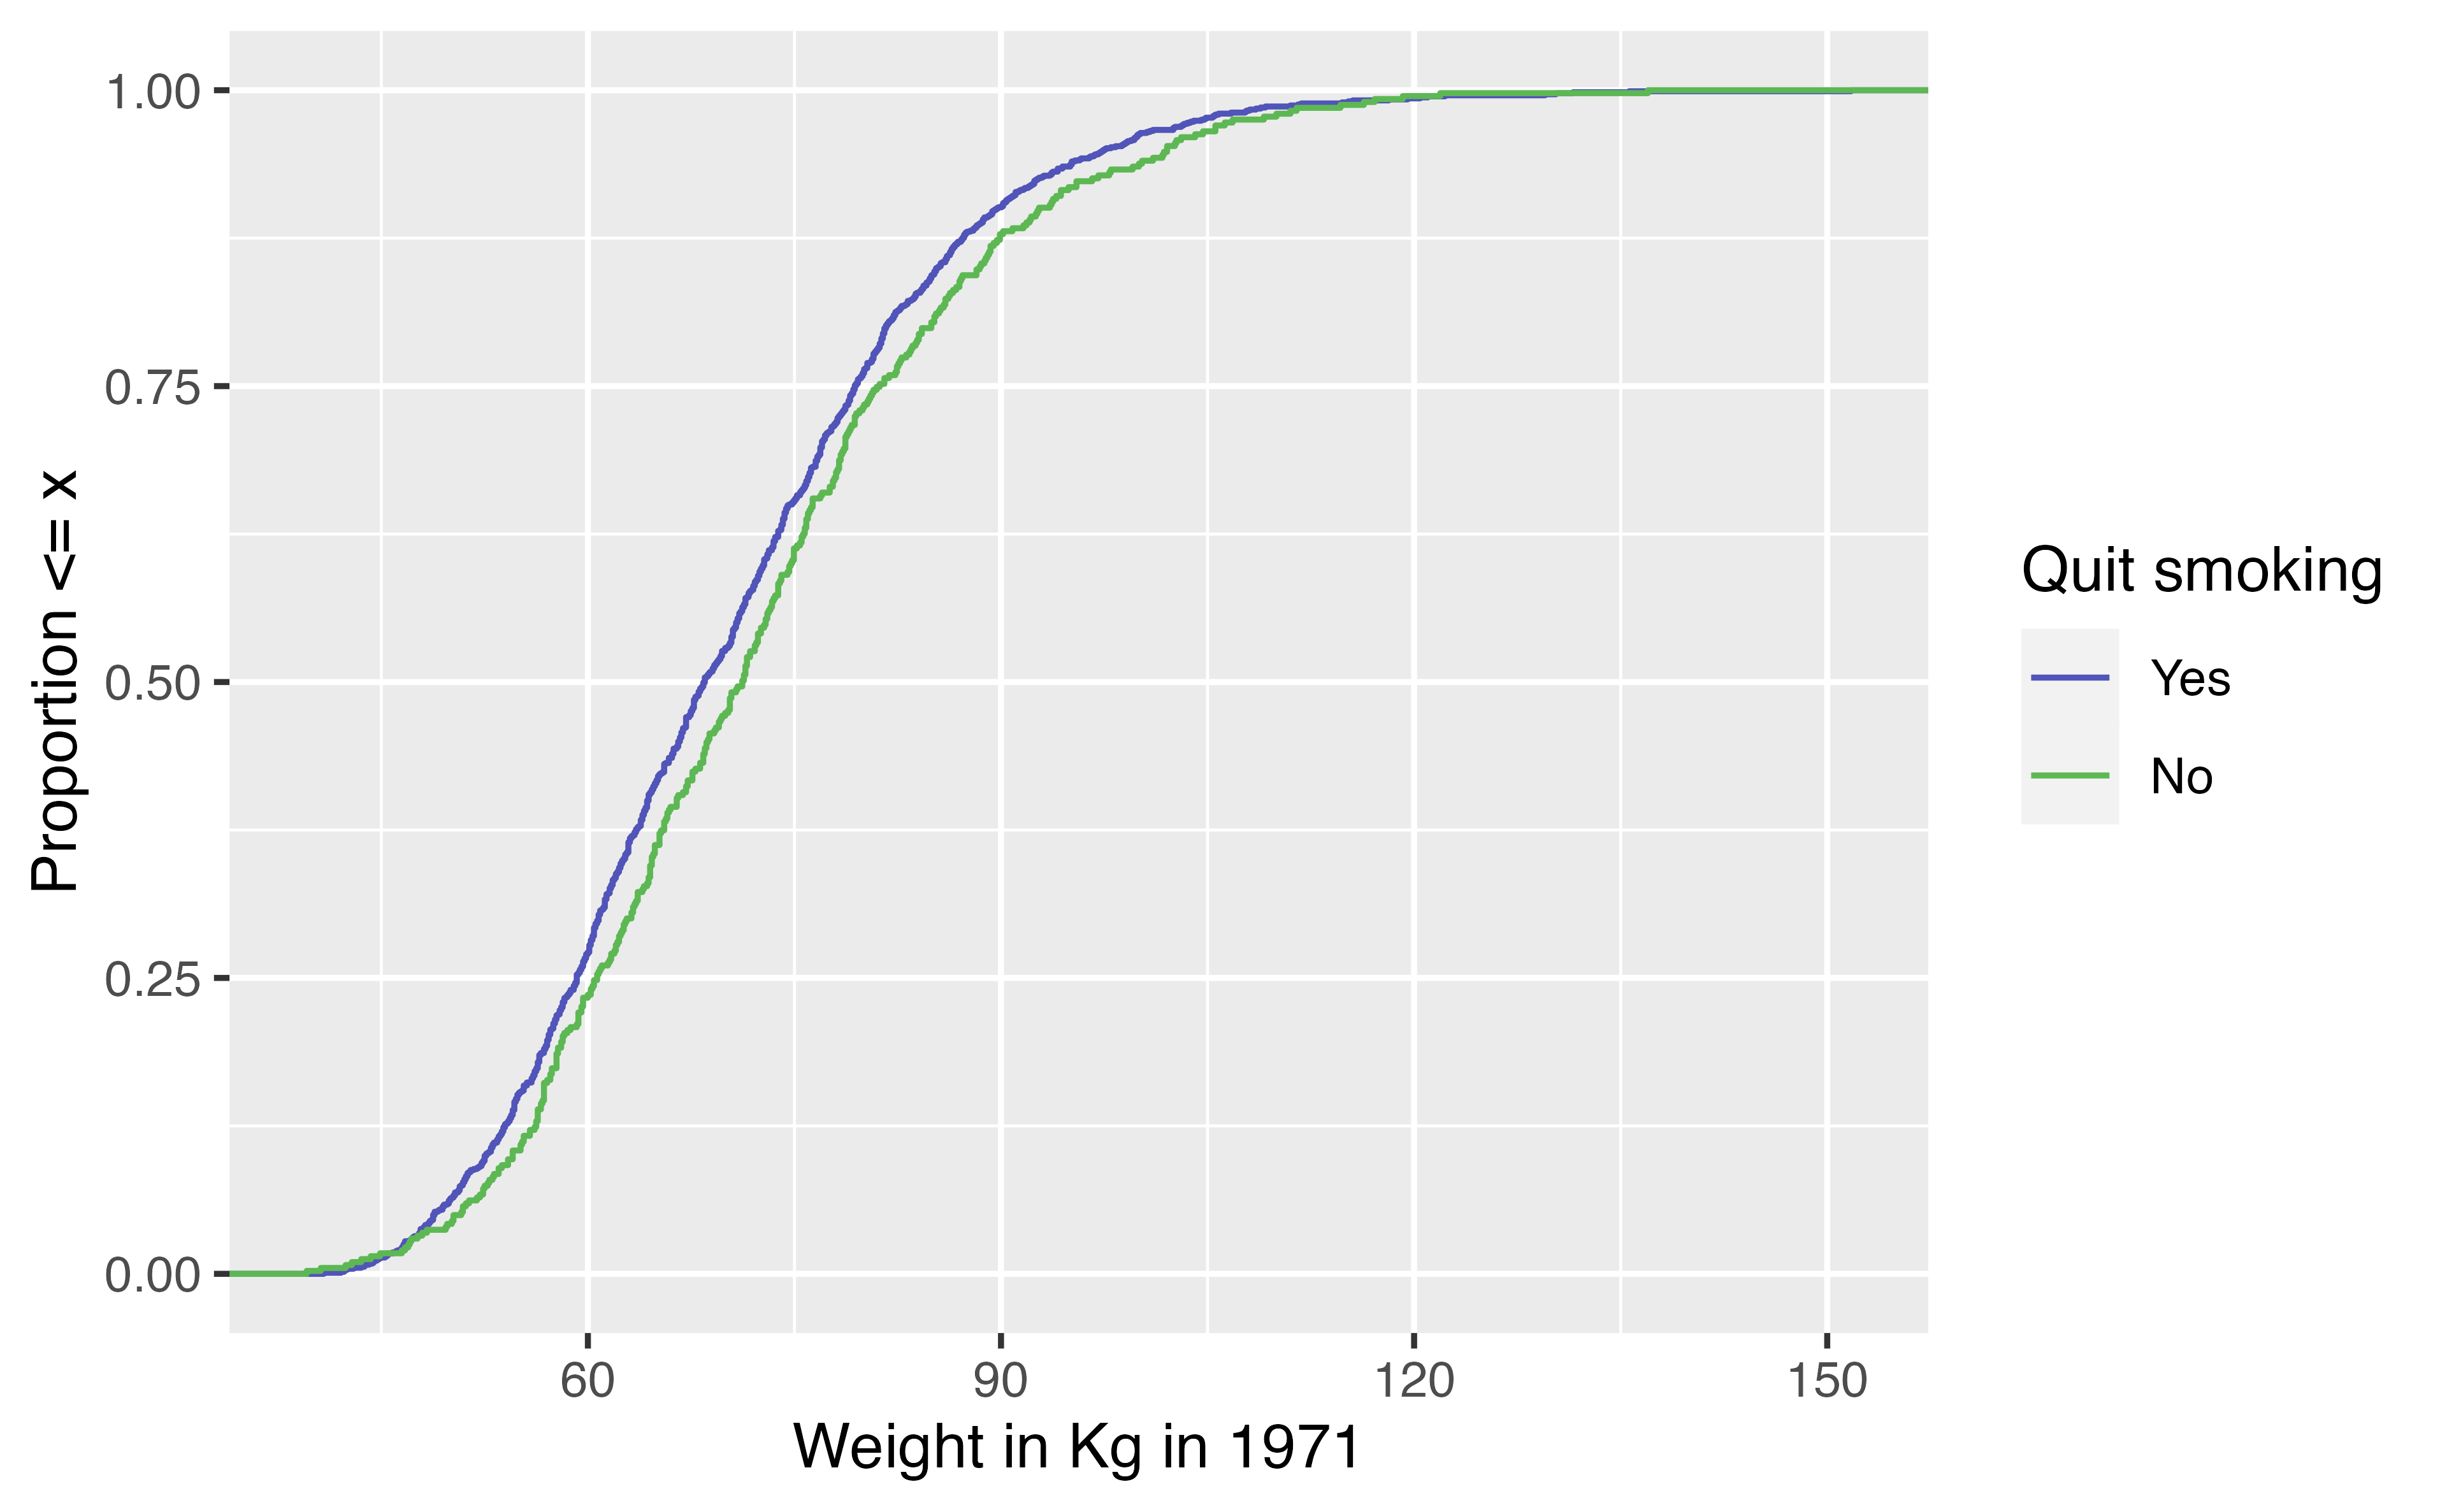 1.00
0.75
0.50
0.25
0.00
Proportion <= x
60 90 120 150
Weight in Kg in 1971
Quit smoking
Yes
No